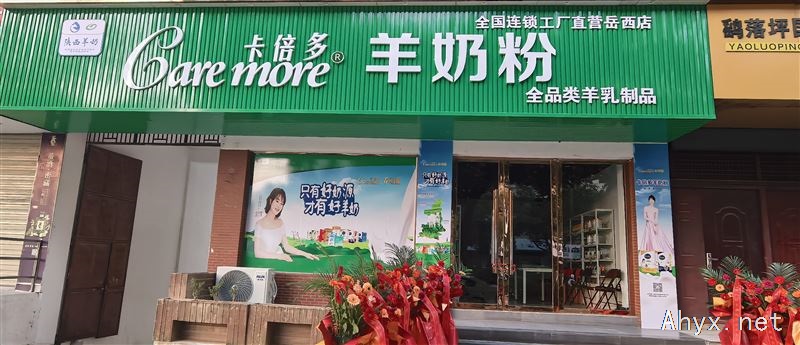 全国连锁工厂直营岳西店
陕西羊奶
卡倍多
Care more®
羊奶粉
全品类羊乳制品
鹞落坪
YAOLUOPING
只有好奶源
才有好羊奶
Ahyx.net